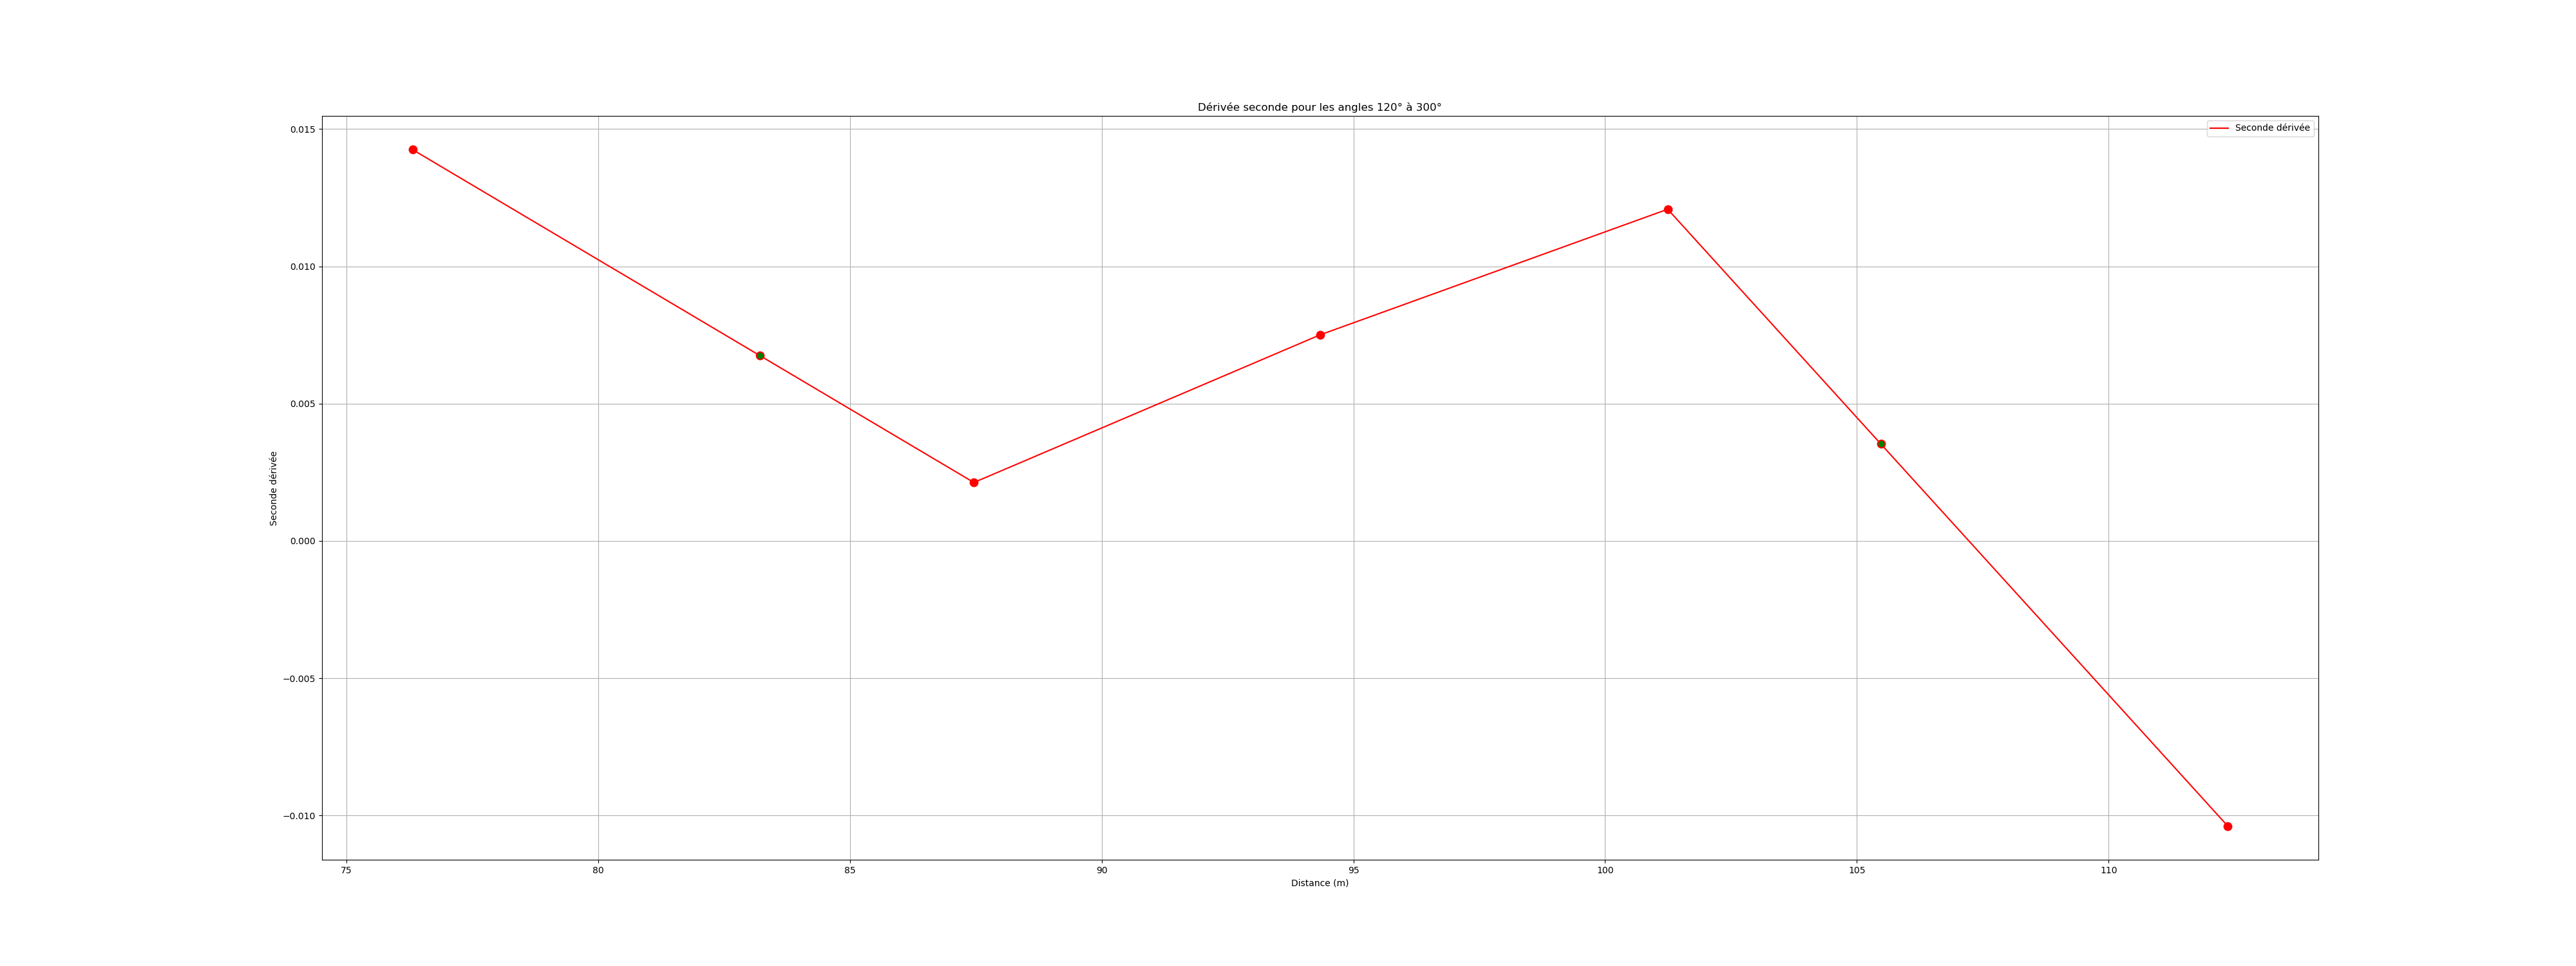 Dérivée seconde pour les angles 120° à 300°
Seconde dérivée
0.015
0.010
0.005
0.000
−0.005
−0.010
Seconde dérivée
75 80 85 90 95 100 105 110
Distance (m)